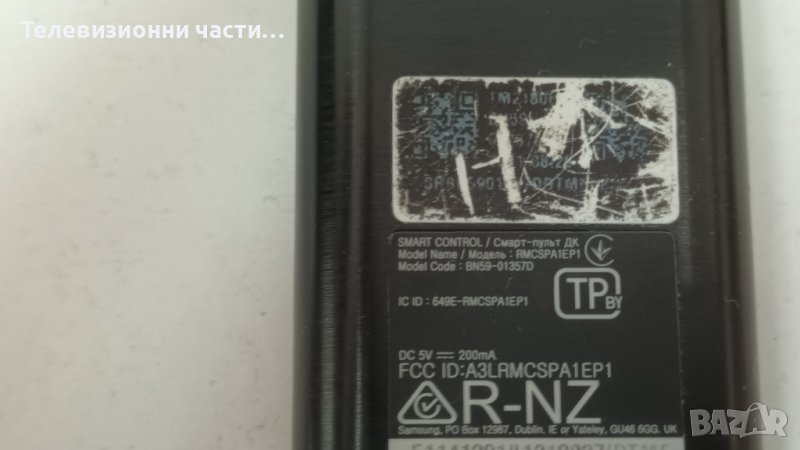 Телевизионни части...
TM2180
SMART CONTROL / Смарт-пульт ДК
Model Name / Модель : RMCSPA1EP1
Model Code : BN59-01357D
IC ID : 649E-RMCSPA1EP1
TP BY
DC 5V 200mA
FCC ID:A3LRMCSPA1EP1
R-NZ
Samsung, PO Box 12987, Dublin. IE or Yateley, GU46 6GG. UK
BAZAR